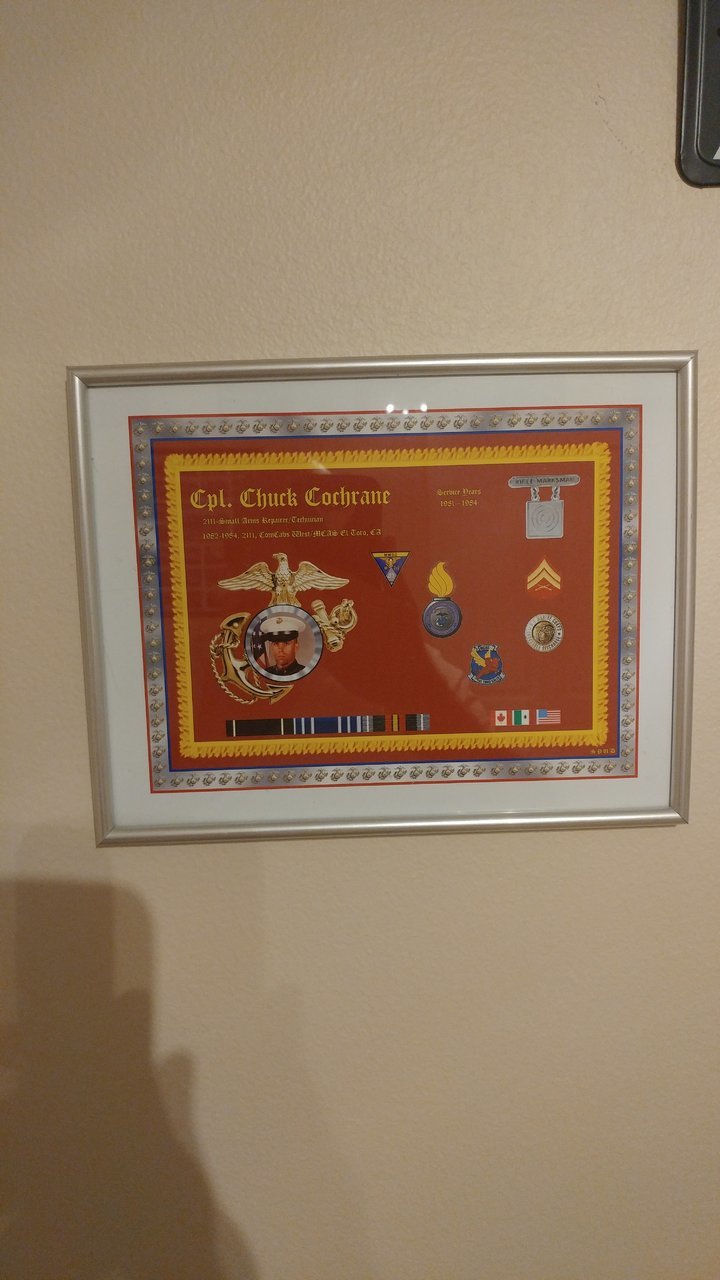 Cpl. Chuck Cochrane
2111-Small Arms Repairer/Technician
1982-1984, 2111, ComCabs West/MCAS El Toro, CA
Service Years
1981 - 1984
RIFLE MARKSMAN